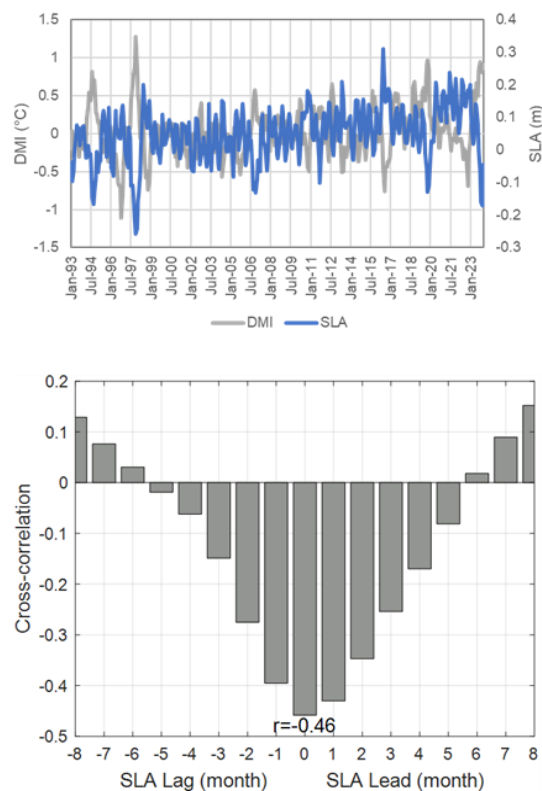 1.5
1
0.5
0
-0.5
-1
-1.5
DMI (°C)
0.4
0.3
0.2
0.1
0
-0.1
-0.2
-0.3
SLA (m)
Jan-93
Jul-94
Jan-96
Jul-97
Jan-99
Jul-00
Jan-02
Jul-03
Jan-05
Jul-06
Jan-08
Jul-09
Jan-11
Jul-12
Jan-14
Jul-15
Jan-17
Jul-18
Jan-20
Jul-21
Jan-23
DMI SLA
0.2
0.1
0
-0.1
-0.2
-0.3
-0.4
-0.5
Cross-correlation
r=-0.46
-8 -7 -6 -5 -4 -3 -2 -1 0 1 2 3 4 5 6 7 8
SLA Lag (month) SLA Lead (month)